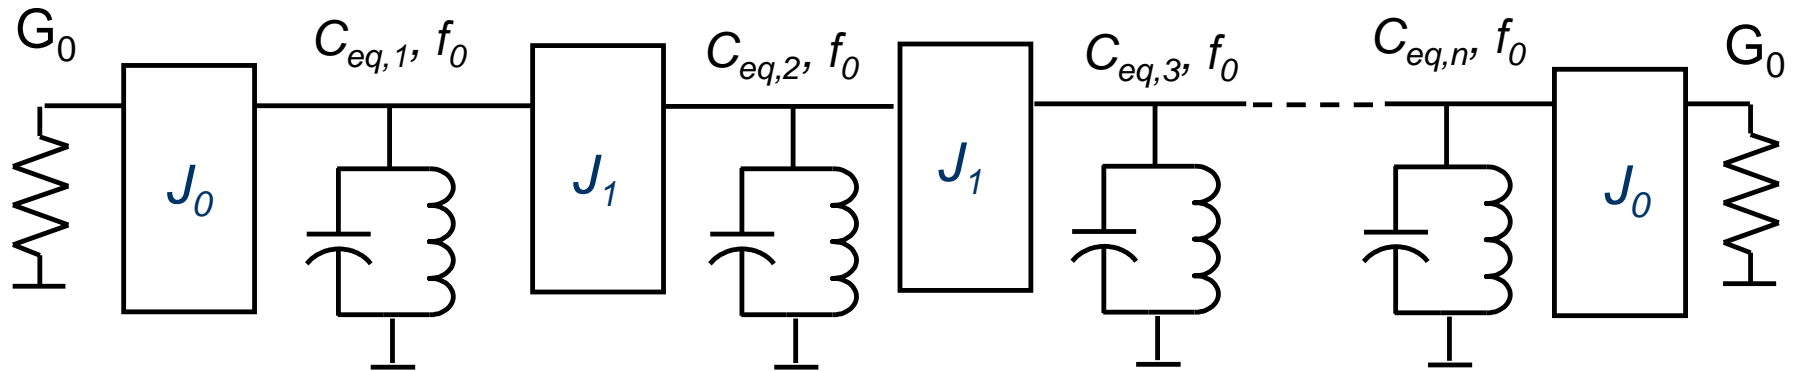 G0
J0
Ceq,1, f0
J1
Ceq,2, f0
J1
Ceq,3, f0
Ceq,n, f0
J0
G0